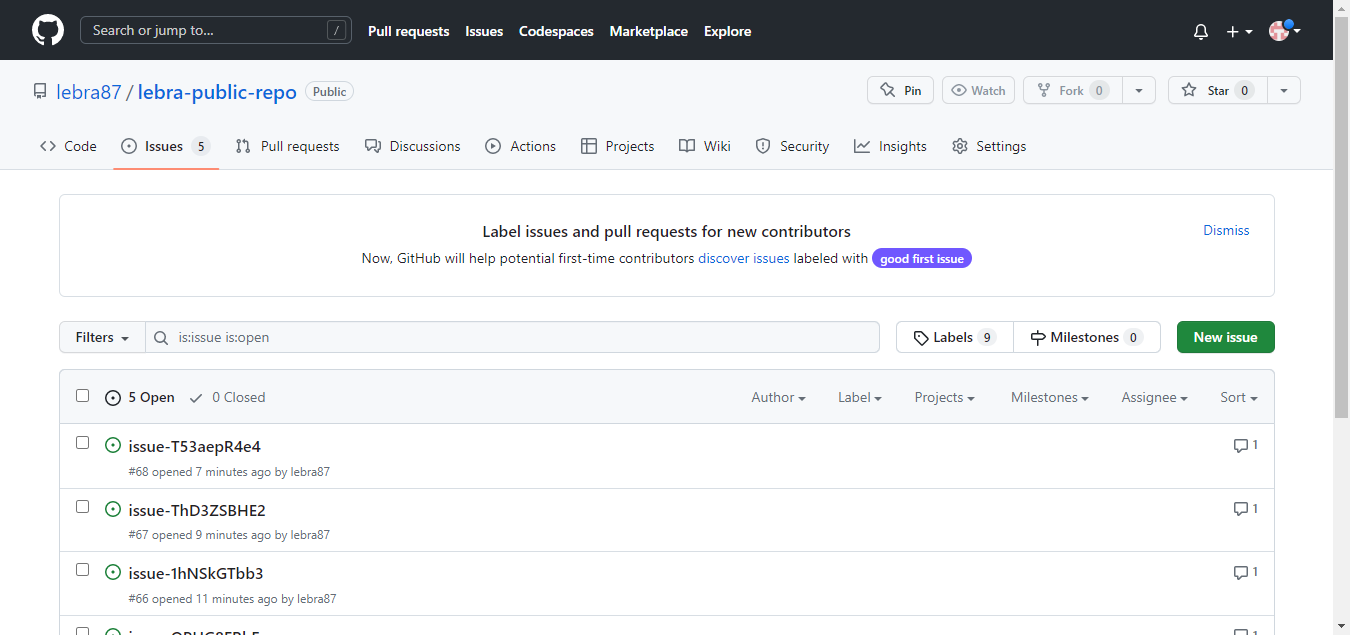 Search or jump to... / Pull requests Issues Codespaces Marketplace Explore
lebra87 / lebra-public-repo Public Pin Watch Fork 0 Star 0
Code Issues 5 Pull requests Discussions Actions Projects Wiki Security Insights Settings
Label issues and pull requests for new contributors Dismiss
Now, GitHub will help potential first-time contributors discover issues labeled with good first issue
Filters is:issue is:open Labels 9 Milestones 0 New issue
5 Open 0 Closed Author Label Projects Milestones Assignee Sort
issue-T53aepR4e4 1
#68 opened 7 minutes ago by lebra87
issue-ThD3ZSBHE2 1
#67 opened 9 minutes ago by lebra87
issue-1hNSkGTbb3 1
#66 opened 11 minutes ago by lebra87